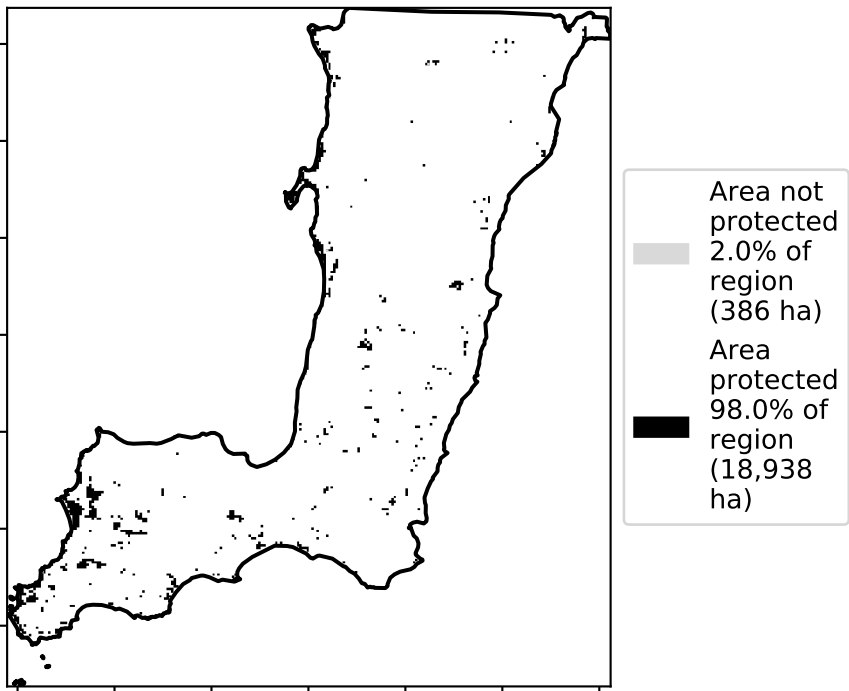 Area not
protected
2.0% of
region
(386 ha)
Area
protected
98.0% of
region
(18,938
ha)